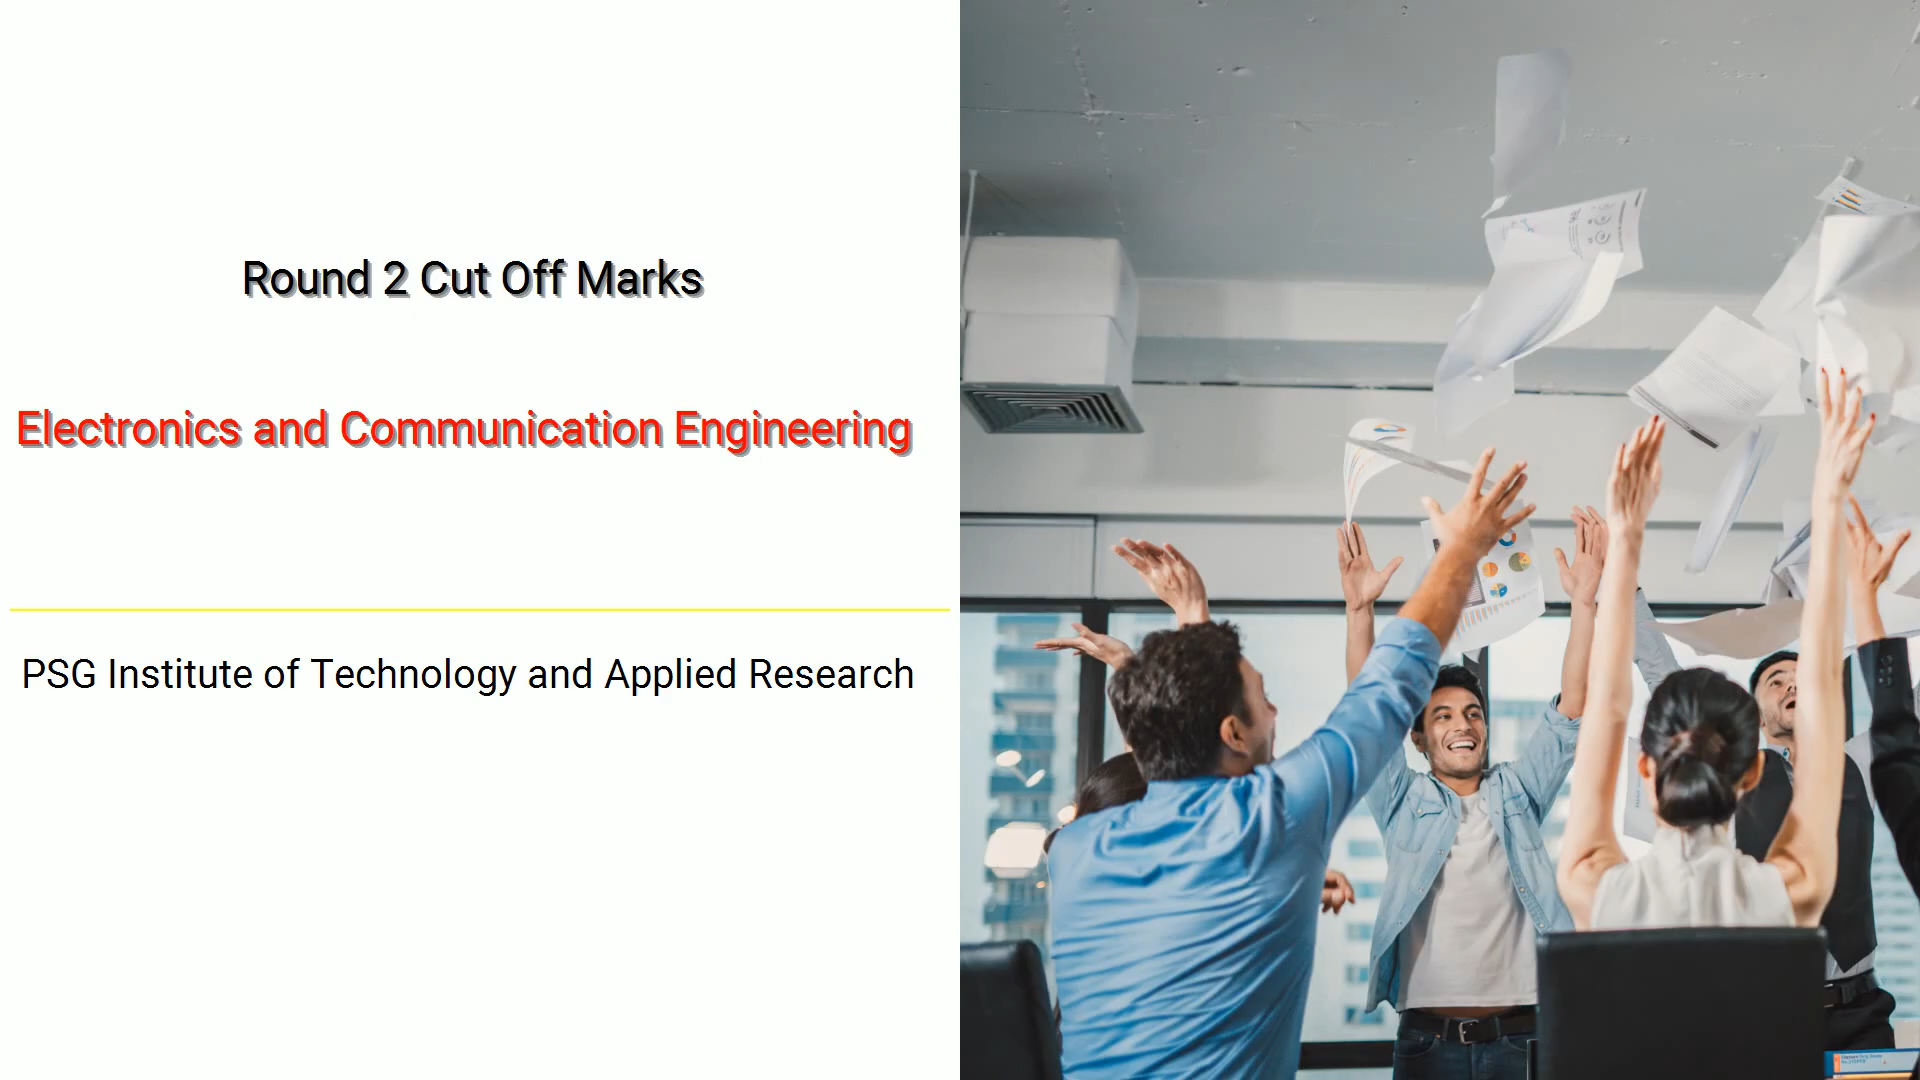 Round 2 Cut Off Marks
Electronics and Communication Engineering
PSG Institute of Technology and Applied Research